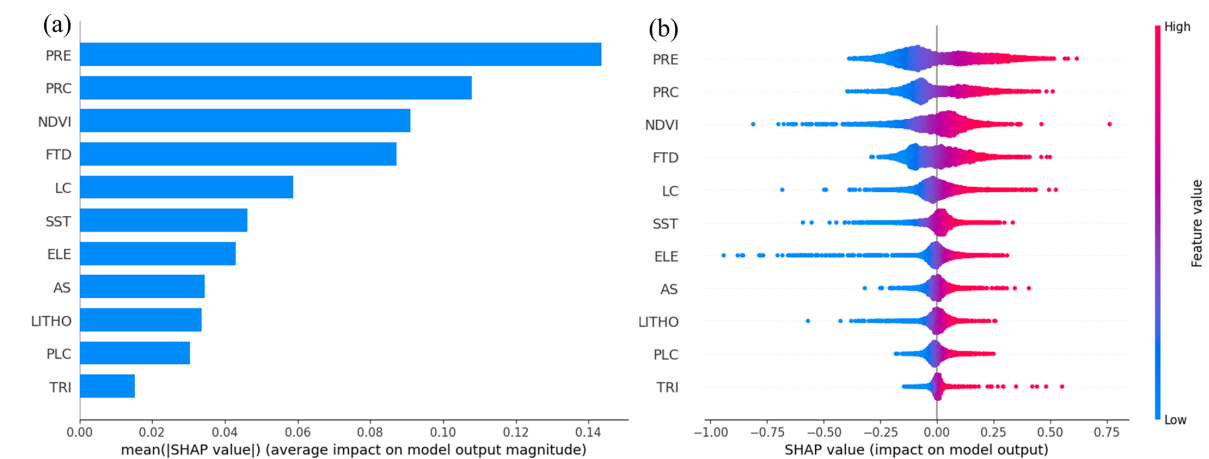 (a)
PRE
PRC
NDVI
FTD
LC
SST
ELE
AS
LITHO
PLC
TRI
0.00 0.02 0.04 0.06 0.08 0.10 0.12 0.14
mean(|SHAP value|) (average impact on model output magnitude)
(b)
PRE
PRC
NDVI
FTD
LC
SST
ELE
AS
LITHO
PLC
TRI
−1.00 −0.75 −0.50 −0.25 0.00 0.25 0.50 0.75
SHAP value (impact on model output)
High
Feature value
Low